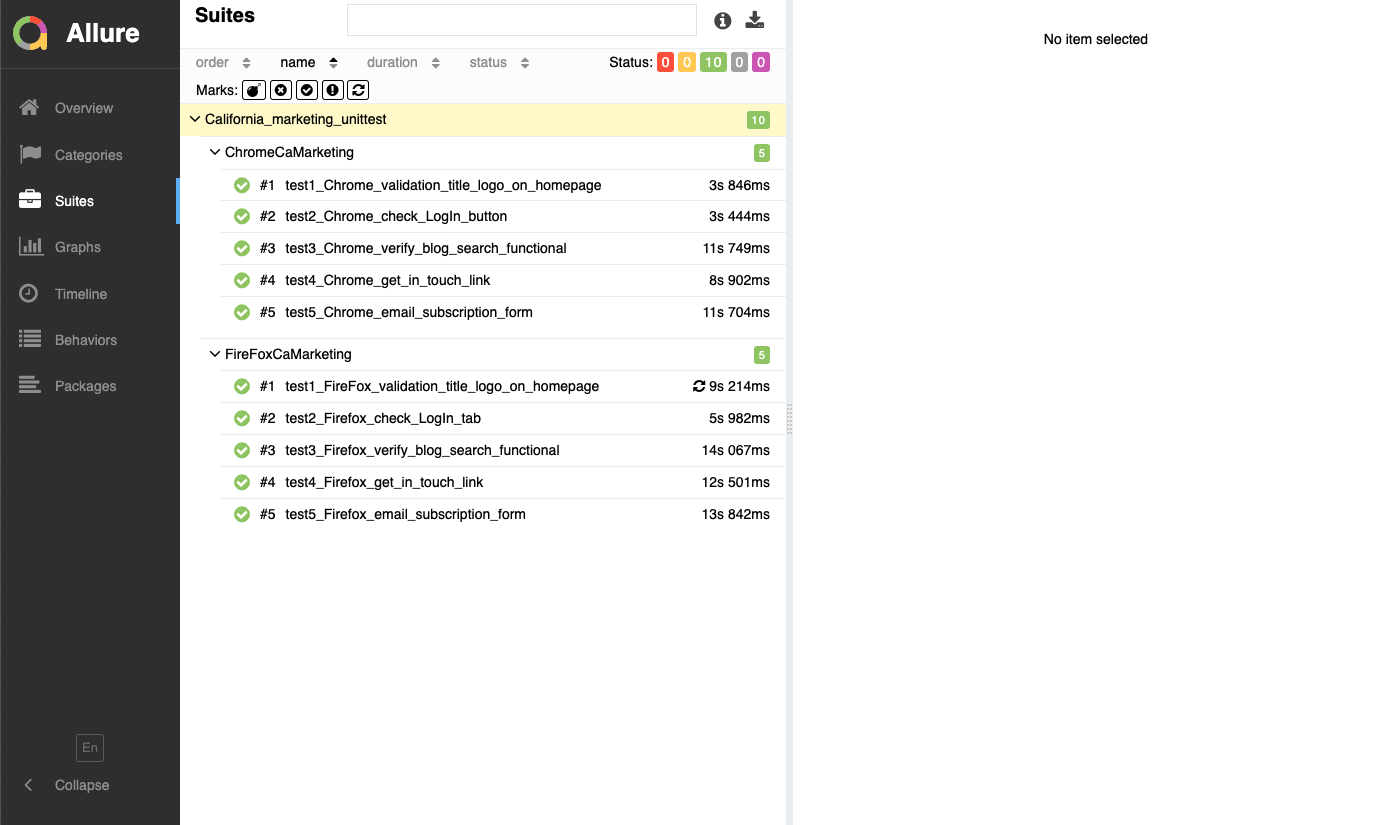 Allure
Overview
Categories
Suites
Graphs
Timeline
Behaviors
Packages
En
Collapse
Suites
order name duration status Status: 0 0 10 0 0
Marks:
California_marketing_unittest 10
ChromeCaMarketing 5
#1 test1_Chrome_validation_title_logo_on_homepage 3s 846ms
#2 test2_Chrome_check_LogIn_button 3s 444ms
#3 test3_Chrome_verify_blog_search_functional 11s 749ms
#4 test4_Chrome_get_in_touch_link 8s 902ms
#5 test5_Chrome_email_subscription_form 11s 704ms
FireFoxCaMarketing 5
#1 test1_FireFox_validation_title_logo_on_homepage 9s 214ms
#2 test2_Firefox_check_LogIn_tab 5s 982ms
#3 test3_Firefox_verify_blog_search_functional 14s 067ms
#4 test4_Firefox_get_in_touch_link 12s 501ms
#5 test5_Firefox_email_subscription_form 13s 842ms
No item selected